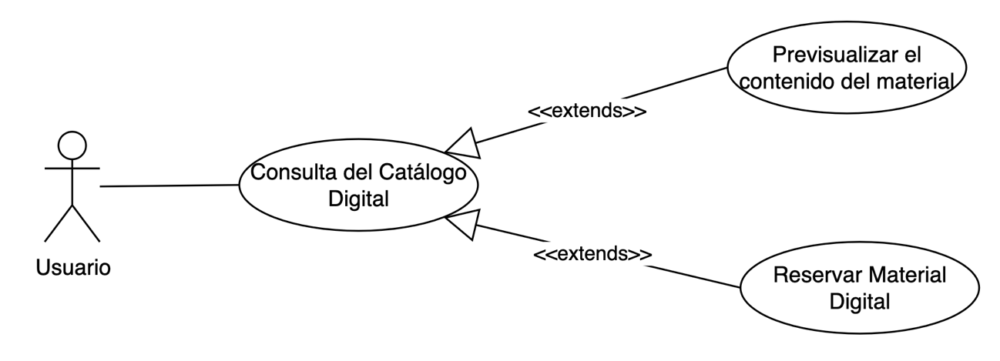 Previsualizar el
contenido del material
<<extends>>
Consulta del Catálogo
Digital
<<extends>>
Usuario
Reservar Material
Digital